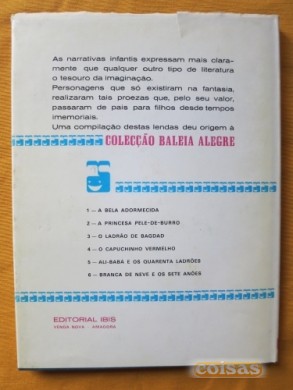 As narrativas infantis expressam mais clara-
mente que qualquer outro tipo de literatura
o tesouro da imaginação.
Personagens que só existiram na fantasia,
realizaram tais proezas que, pelo seu valor,
passaram de pais para filhos desde tempos
imemoriais.
Uma compilação destas lendas deu origem à
COLECÇÃO BALEIA ALEGRE
1 — A BELA ADORMECIDA
2 — A PRINCESA PELE-DE-BURRO
3 — O LADRÃO DE BAGDAD
4 — O CAPUCHINHO VERMELHO
5 — ALI-BABÁ E OS QUARENTA LADRÕES
6 — BRANCA DE NEVE E OS SETE ANÕES
EDITORIAL IBIS
VENDA NOVA - AMADORA
coisas